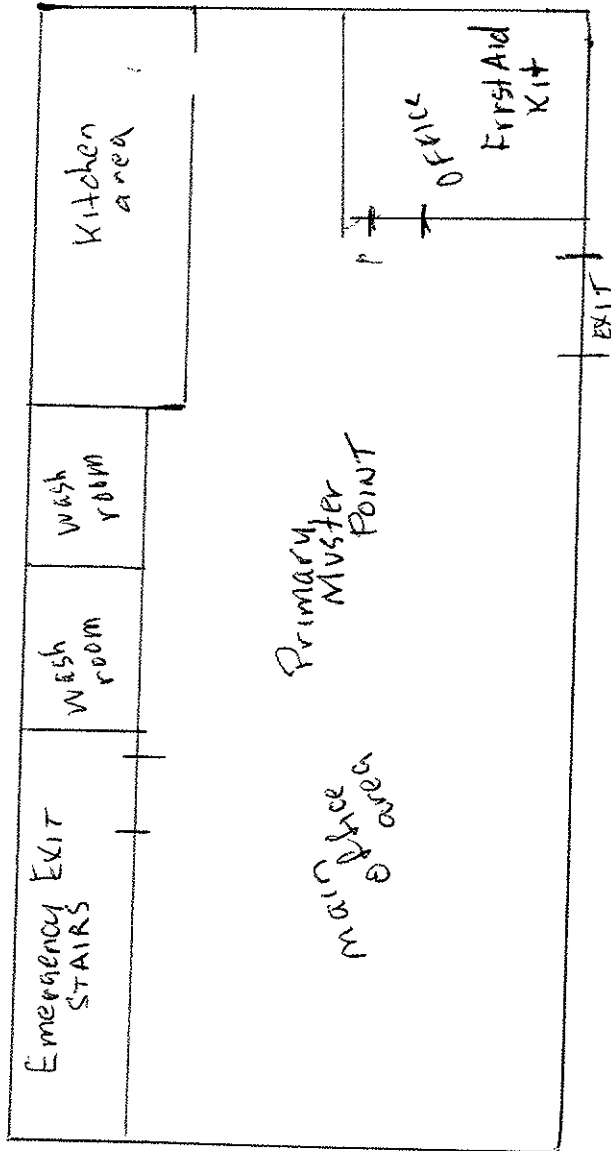 Emergency EXIT
STAIRS
wash
room
wash
room
Kitchen
area
main
office
area
Primary
Muster
POINT
OFFICE
First Aid
Kit
EXIT